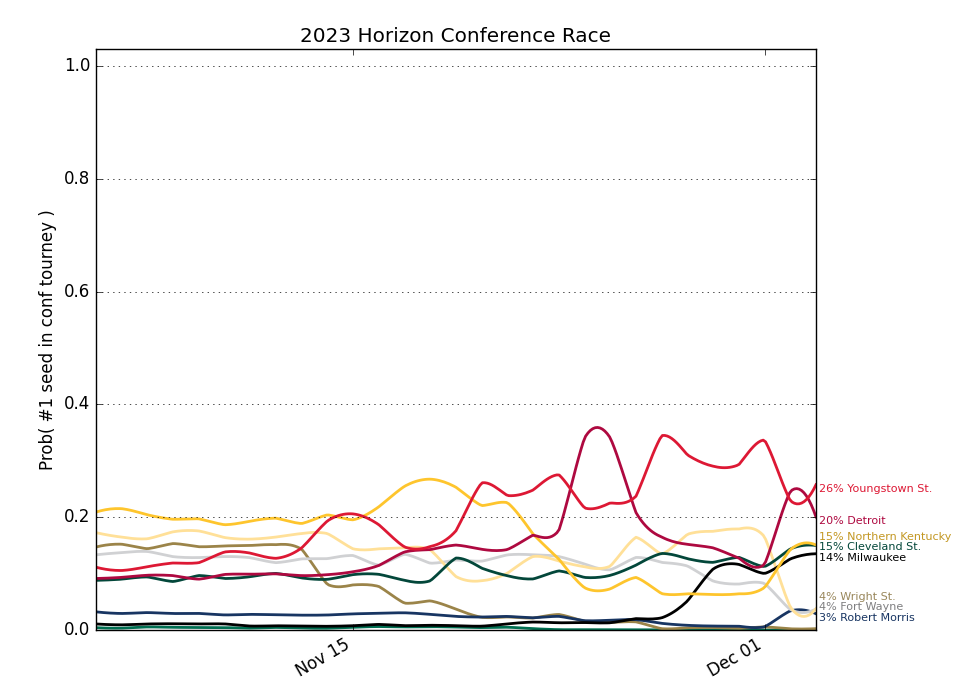 2023 Horizon Conference Race
Prob( #1 seed in conf tourney )
1.0
0.8
0.6
0.4
0.2
0.0
Nov 15
Dec 01
26% Youngstown St.
20% Detroit
15% Northern Kentucky
15% Cleveland St.
14% Milwaukee
4% Wright St.
4% Fort Wayne
3% Robert Morris